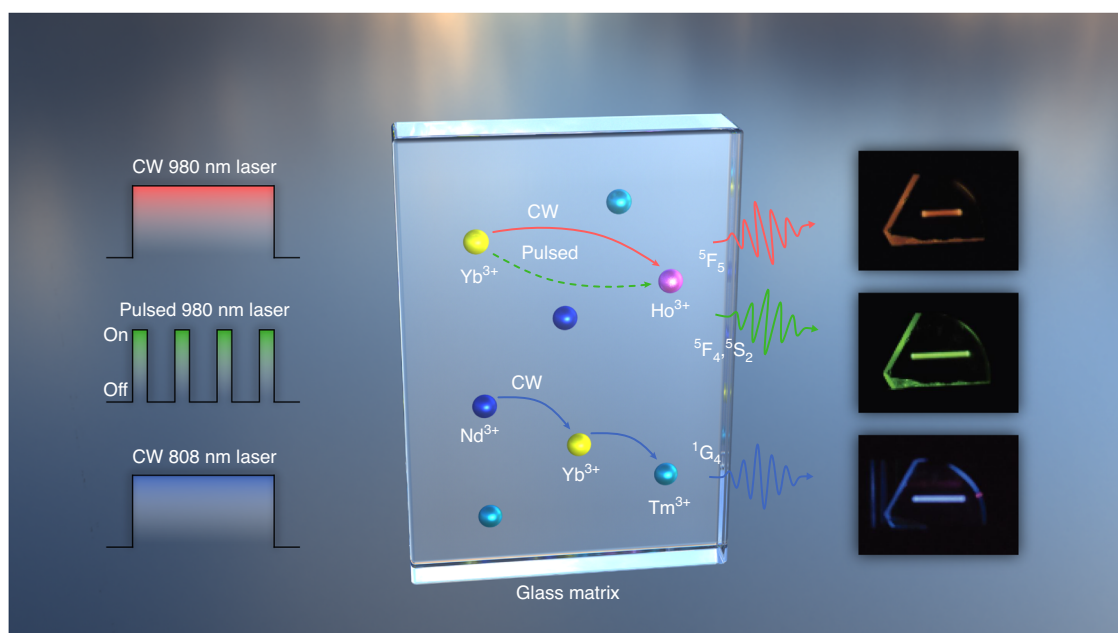 CW 980 nm laser
Pulsed 980 nm laser
On
Off
CW 808 nm laser
CW
Pulsed
Yb³⁺
Ho³⁺
CW
Nd³⁺
Yb³⁺
Tm³⁺
⁵F₅
⁵F₄, ⁵S₂
¹G₄
Glass matrix